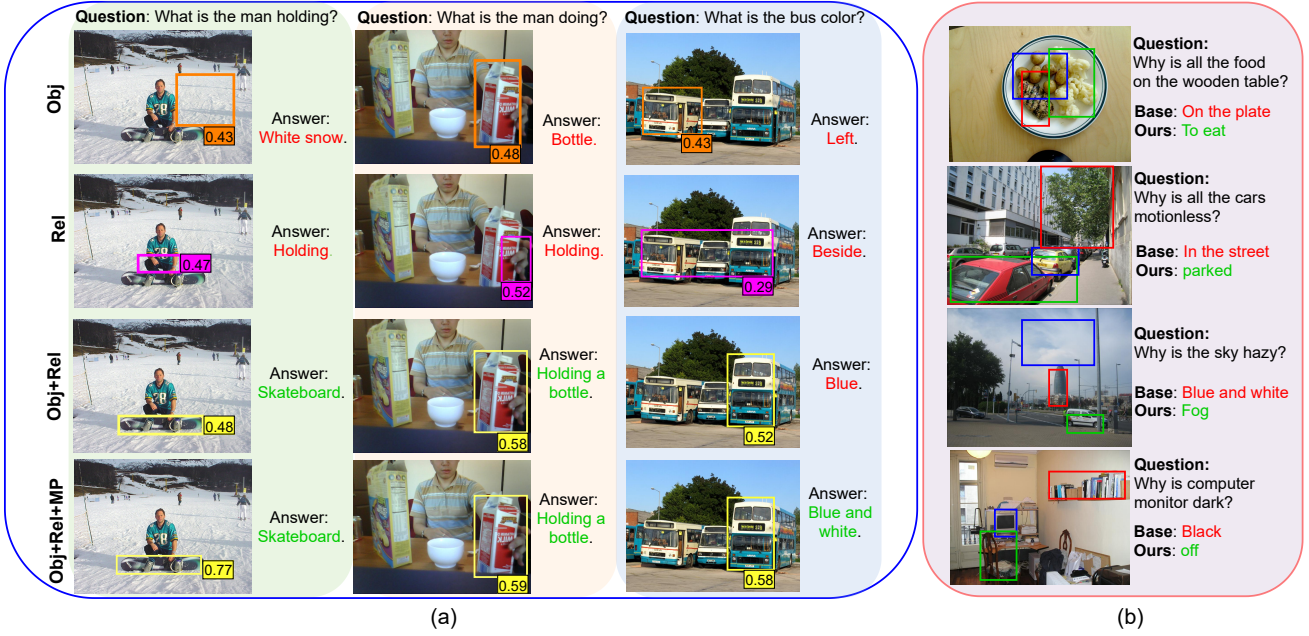 Question: What is the man holding?
Question: What is the man doing?
Question: What is the bus color?
Obj
0.43
Answer:
White snow.
0.48
Answer:
Bottle.
0.43
Answer:
Left.
Rel
0.47
Answer:
Holding.
0.52
Answer:
Holding.
0.29
Answer:
Beside.
Obj+Rel
0.48
Answer:
Skateboard.
0.58
Answer:
Holding a
bottle.
0.52
Answer:
Blue.
Obj+Rel+MP
0.77
Answer:
Skateboard.
0.59
Answer:
Holding a
bottle.
0.58
Answer:
Blue and
white.
(a)
Question:
Why is all the food
on the wooden table?
Base: On the plate
Ours: To eat
Question:
Why is all the cars
motionless?
Base: In the street
Ours: parked
Question:
Why is the sky hazy?
Base: Blue and white
Ours: Fog
Question:
Why is computer
monitor dark?
Base: Black
Ours: off
(b)